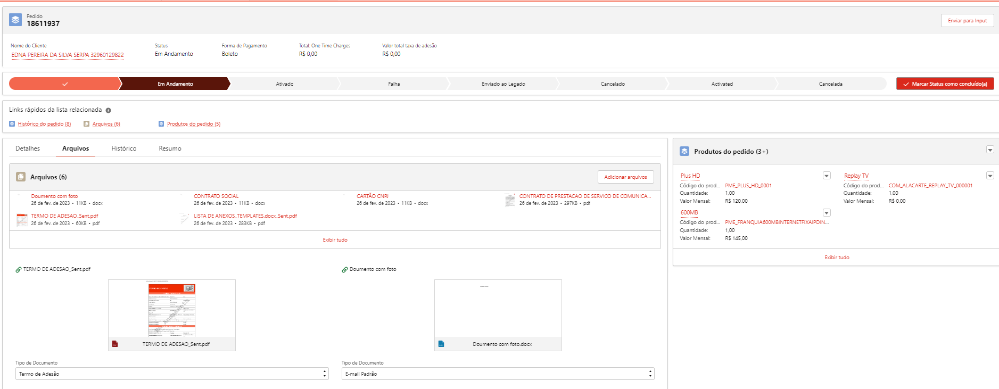 Pedido
18611937
Enviar para Input
Nome do Cliente
Status
Forma de Pagamento
Total: One Time Charges
Valor total taxa de adesão
EDNA PEREIRA DA SILVA SERPA 32960129822
Em Andamento
Boleto
R$ 0,00
R$ 0,00
Em Andamento
Ativado
Falha
Enviado ao Legado
Cancelado
Activated
Cancelada
Marcar Status como concluído(a)
Links rápidos da lista relacionada
Histórico do pedido (8)
Arquivos (6)
Produtos do pedido (5)
Detalhes
Arquivos
Histórico
Resumo
Arquivos (6)
Adicionar arquivos
Doumento com foto
26 de fev. de 2023 • 11KB • docx
CONTRATO SOCIAL
26 de fev. de 2023 • 11KB • docx
CARTÃO CNPJ
26 de fev. de 2023 • 11KB • docx
CONTRATO DE PRESTACAO DE SERVICO DE COMUNICA...
26 de fev. de 2023 • 297KB • pdf
TERMO DE ADESAO_Sent.pdf
26 de fev. de 2023 • 60KB • pdf
LISTA DE ANEXOS_TEMPLATES.docx_Sent.pdf
26 de fev. de 2023 • 283KB • pdf
Exibir tudo
TERMO DE ADESAO_Sent.pdf
TERMO DE ADESÃO
TERMO DE ADESAO_Sent.pdf
Tipo de Documento
Termo de Adesão
Doumento com foto
Doumento com foto.docx
Tipo de Documento
E-mail Padrão
Produtos do pedido (3+)
Plus HD
Código do prod... PME_PLUS_HD_0001
Quantidade: 1,00
Valor Mensal: R$ 120,00
Replay TV
Código do prod... COM_ALACARTE_REPLAY_TV_000001
Quantidade: 1,00
Valor Mensal: R$ 0,00
600MB
Código do prod... PME_FRANQUIA600MBINTERNETFIXAIPDIN...
Quantidade: 1,00
Valor Mensal: R$ 145,00
Exibir tudo